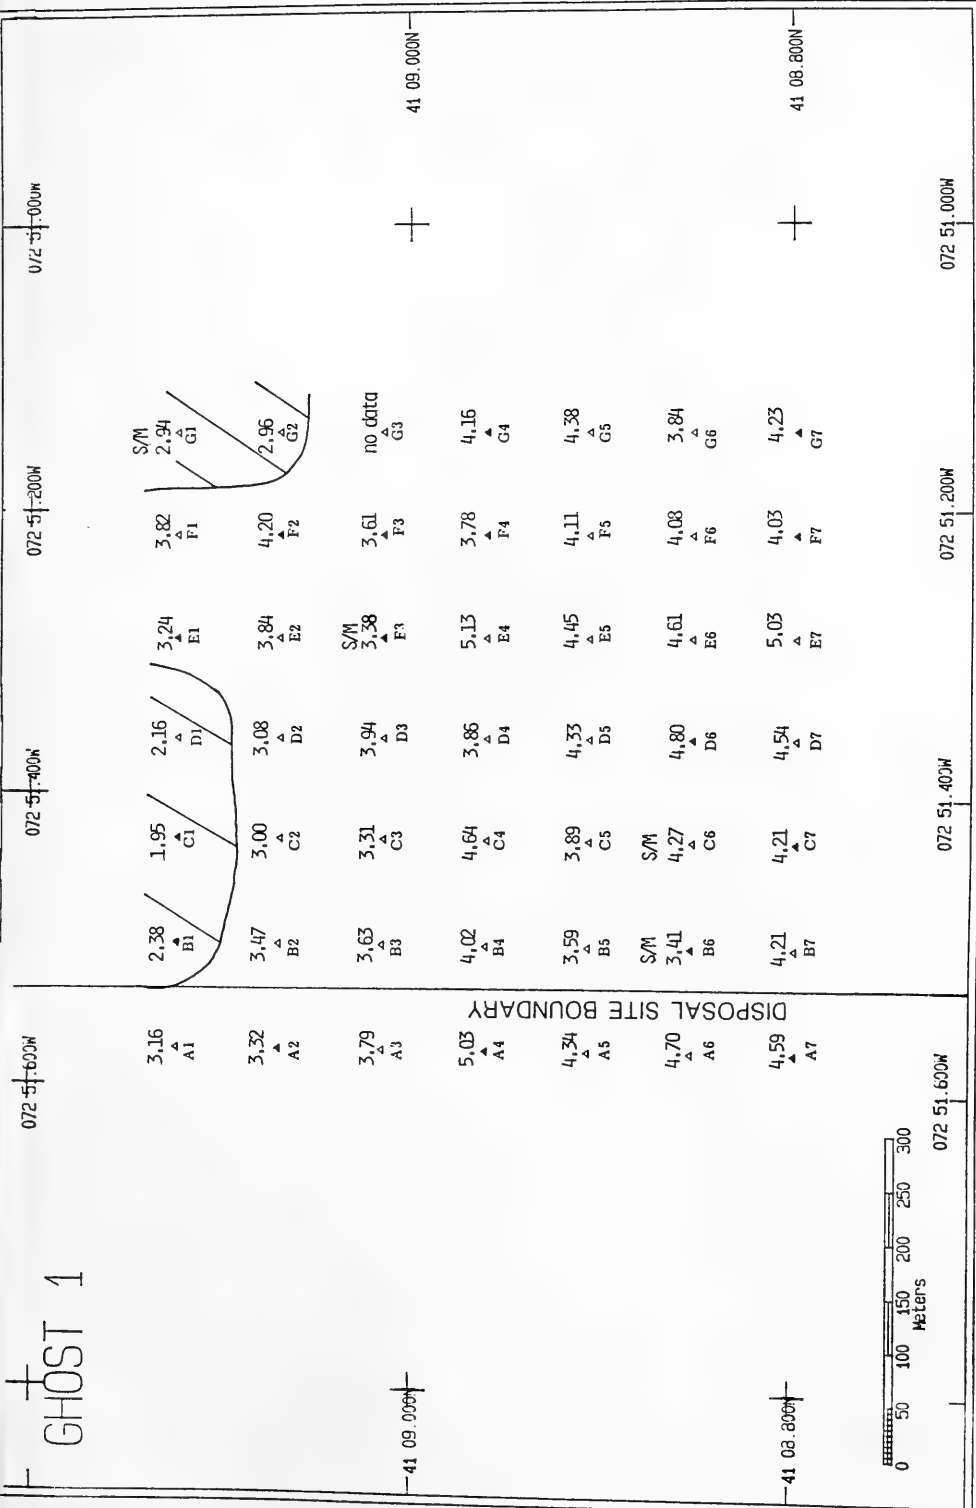 GHOST 1
072 51.600W
072 51.400W
072 51.200W
072 51.000W
3.16
A1
2.38
B1
1.95
C1
2.16
D1
3.24
E1
3.82
F1
S/M
2.94
G1
3.32
A2
3.47
B2
3.00
C2
3.08
D2
3.84
E2
4.20
F2
2.96
G2
41 09.000N
41 09.000N
3.79
A3
3.63
B3
3.31
C3
3.94
D3
S/M
3.38
E3
3.61
F3
no data
G3
5.03
A4
4.02
B4
4.64
C4
3.86
D4
5.13
E4
3.78
F4
4.16
G4
DISPOSAL SITE BOUNDARY
4.34
A5
3.59
B5
3.89
C5
4.33
D5
4.45
E5
4.11
F5
4.38
G5
4.70
A6
S/M
3.41
B6
S/M
4.27
C6
4.80
D6
4.61
E6
4.08
F6
3.84
G6
41 08.800N
41 08.800N
4.59
A7
4.21
B7
4.21
C7
4.54
D7
5.03
E7
4.03
F7
4.23
G7
0 50 100 150 200 250 300
Meters
072 51.600W
072 51.400W
072 51.200W
072 51.000W